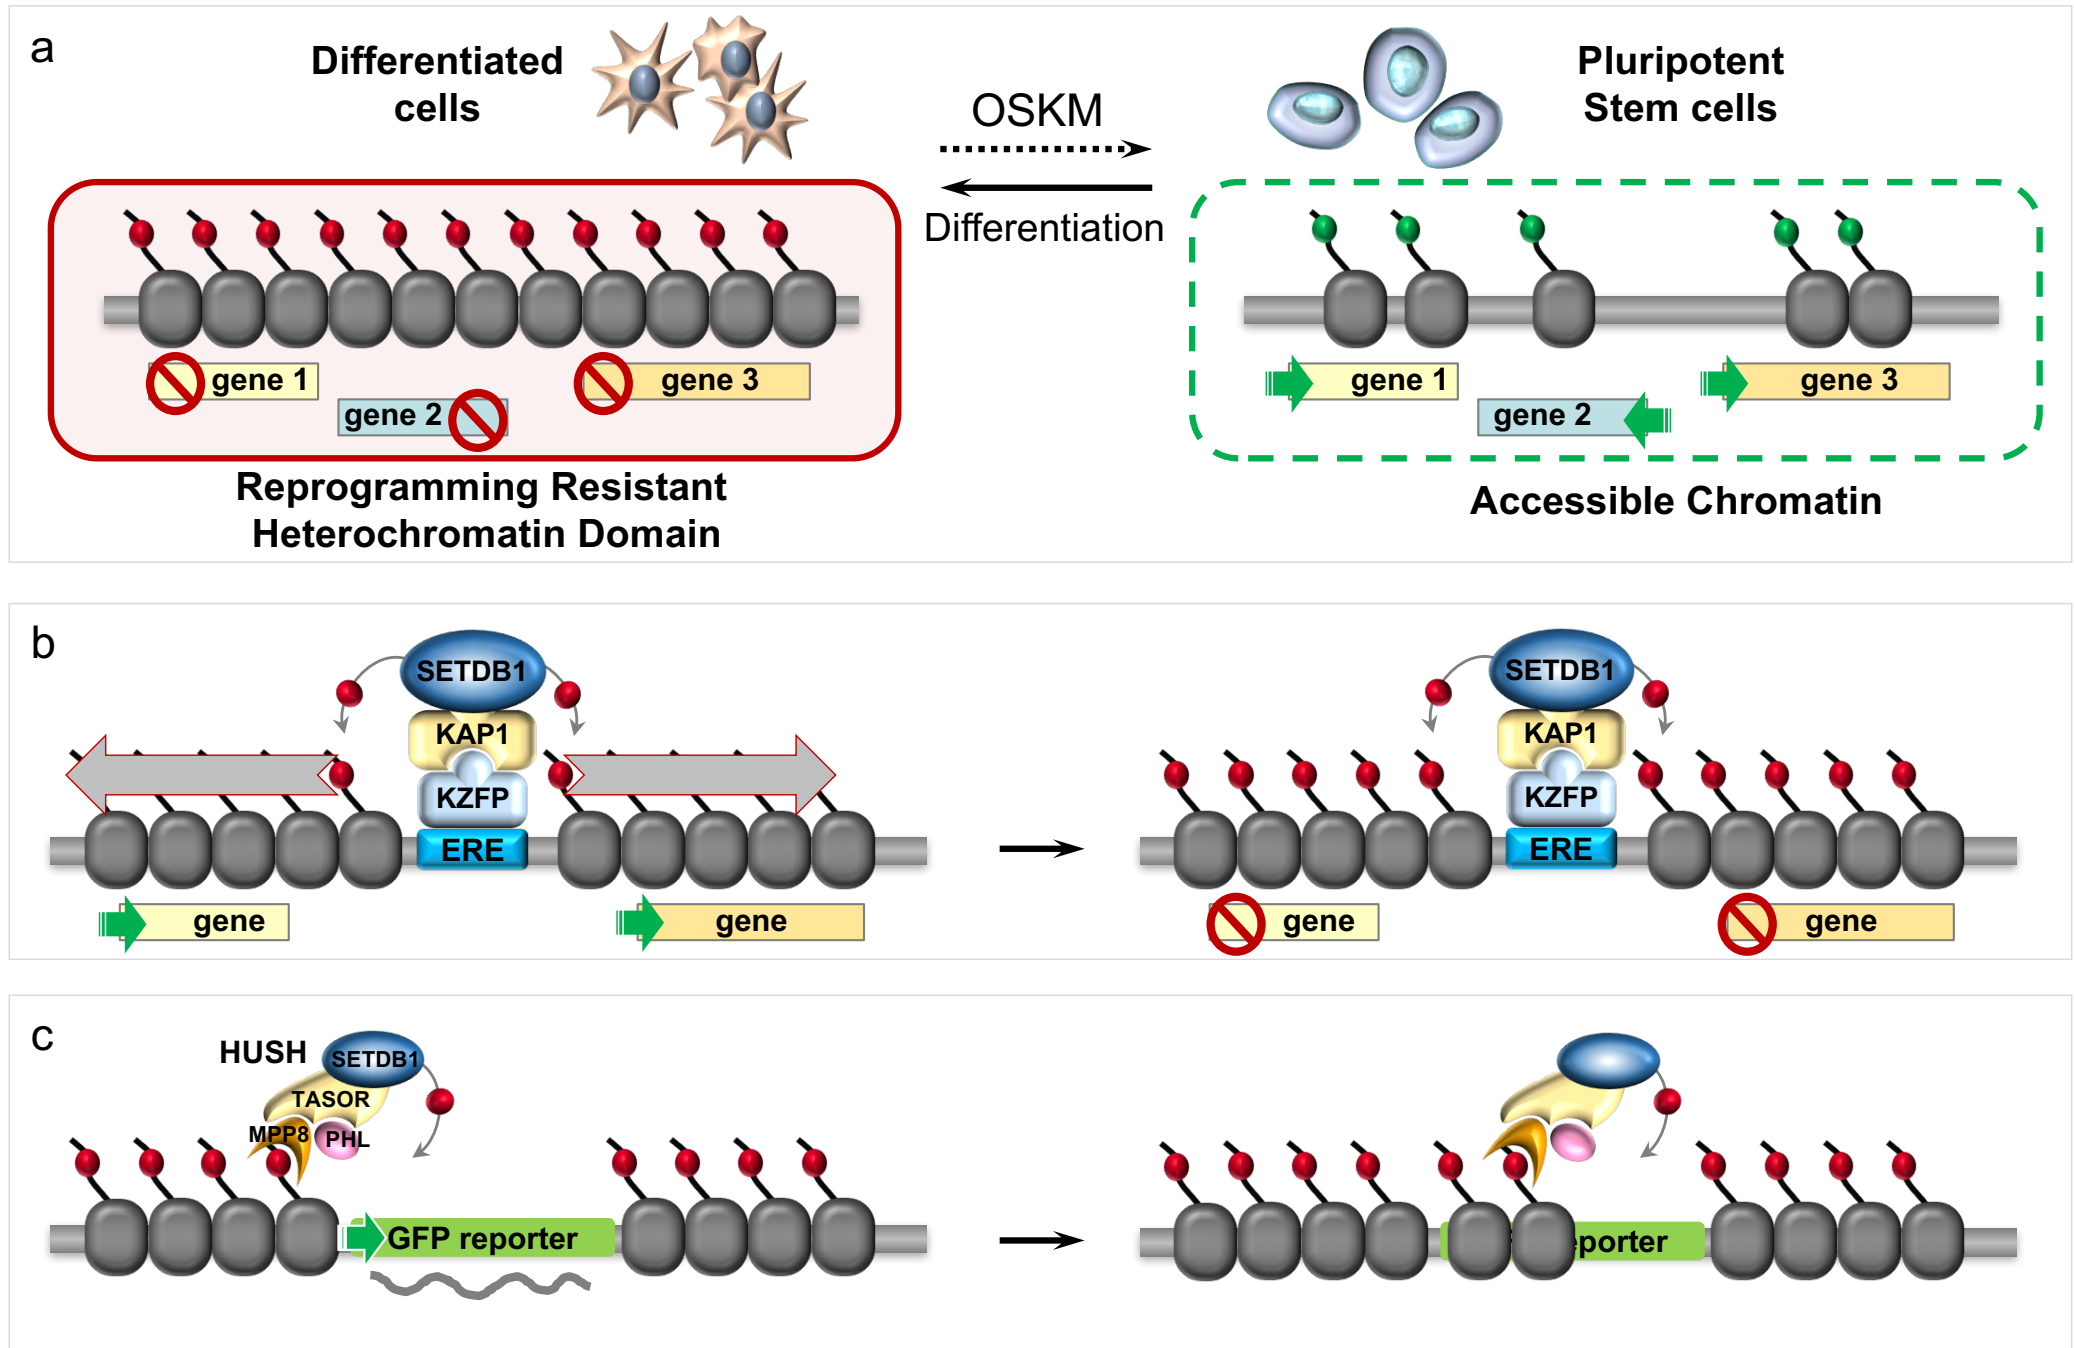 a
Differentiated
cells
OSKM
Differentiation
Pluripotent
Stem cells
gene 1
gene 2
gene 3
gene 1
gene 2
gene 3
Reprogramming Resistant
Heterochromatin Domain
Accessible Chromatin
b
SETDB1
KAP1
KZFP
ERE
gene
gene
SETDB1
KAP1
KZFP
ERE
gene
gene
c
HUSH
SETDB1
TASOR
MPP8
PHL
GFP reporter
eporter